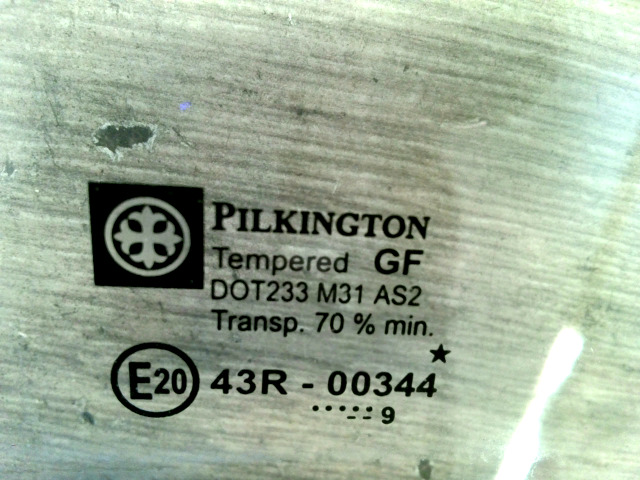 PILKINGTON
Tempered GF
DOT233 M31 AS2
Transp. 70 % min.
E20 43R - 00344
..... -- 9